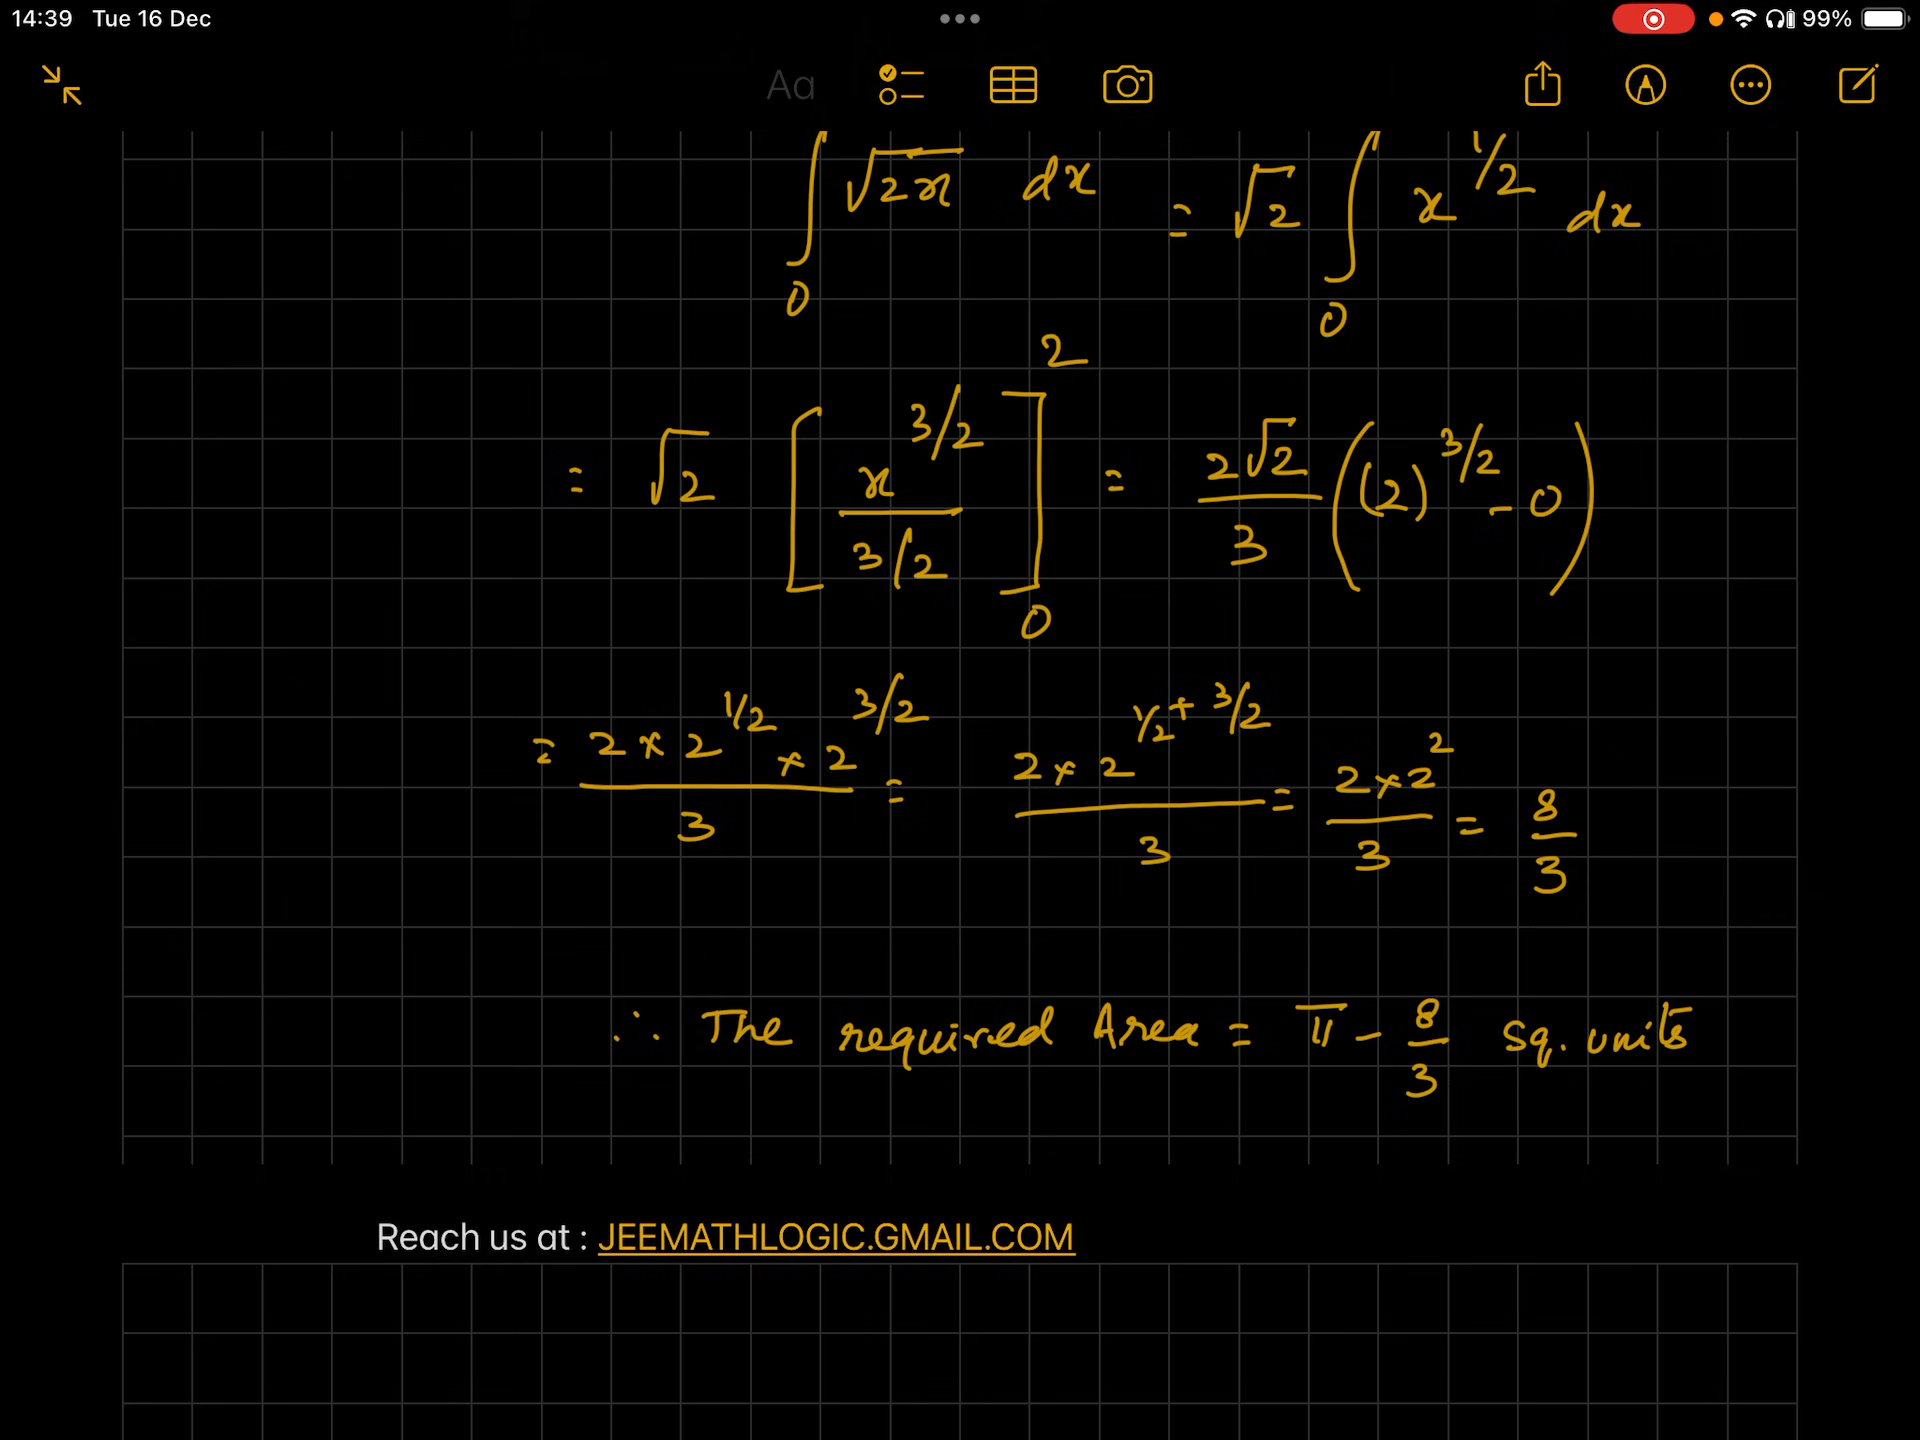 14:39 Tue 16 Dec 99%
Aa
∫₀ √2x dx = √2 ∫₀ x^1/2 dx
= √2 [x^3/2 / 3/2]₀² = 2√2/3 ((2)^3/2 - 0)
= 2 × 2^1/2 × 2^3/2 / 3 = 2 × 2^1/2 + 3/2 / 3 = 2 × 2² / 3 = 8/3
∴ The required Area = π - 8/3 sq. units
Reach us at : JEEMATHLOGIC.GMAIL.COM